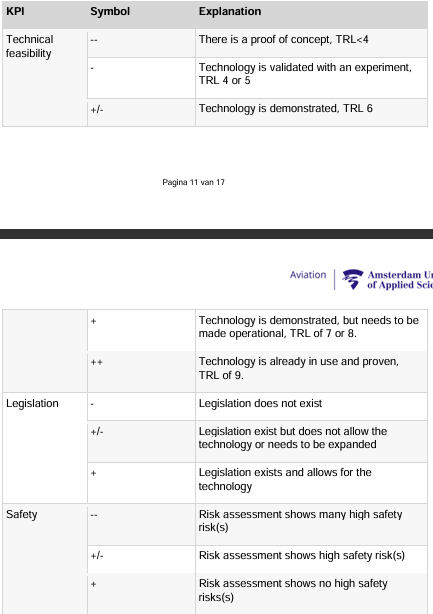 KPI Symbol Explanation
Technical -- There is a proof of concept, TRL<4
feasibility
- Technology is validated with an experiment,
TRL 4 or 5
+/- Technology is demonstrated, TRL 6
Pagina 11 van 17
Aviation Amsterdam Un
of Applied Scie
+ Technology is demonstrated, but needs to be
made operational, TRL of 7 or 8.
++ Technology is already in use and proven,
TRL of 9.
Legislation - Legislation does not exist
+/- Legislation exist but does not allow the
technology or needs to be expanded
+ Legislation exists and allows for the
technology
Safety -- Risk assessment shows many high safety
risk(s)
+/- Risk assessment shows high safety risk(s)
+ Risk assessment shows no high safety
risks(s)